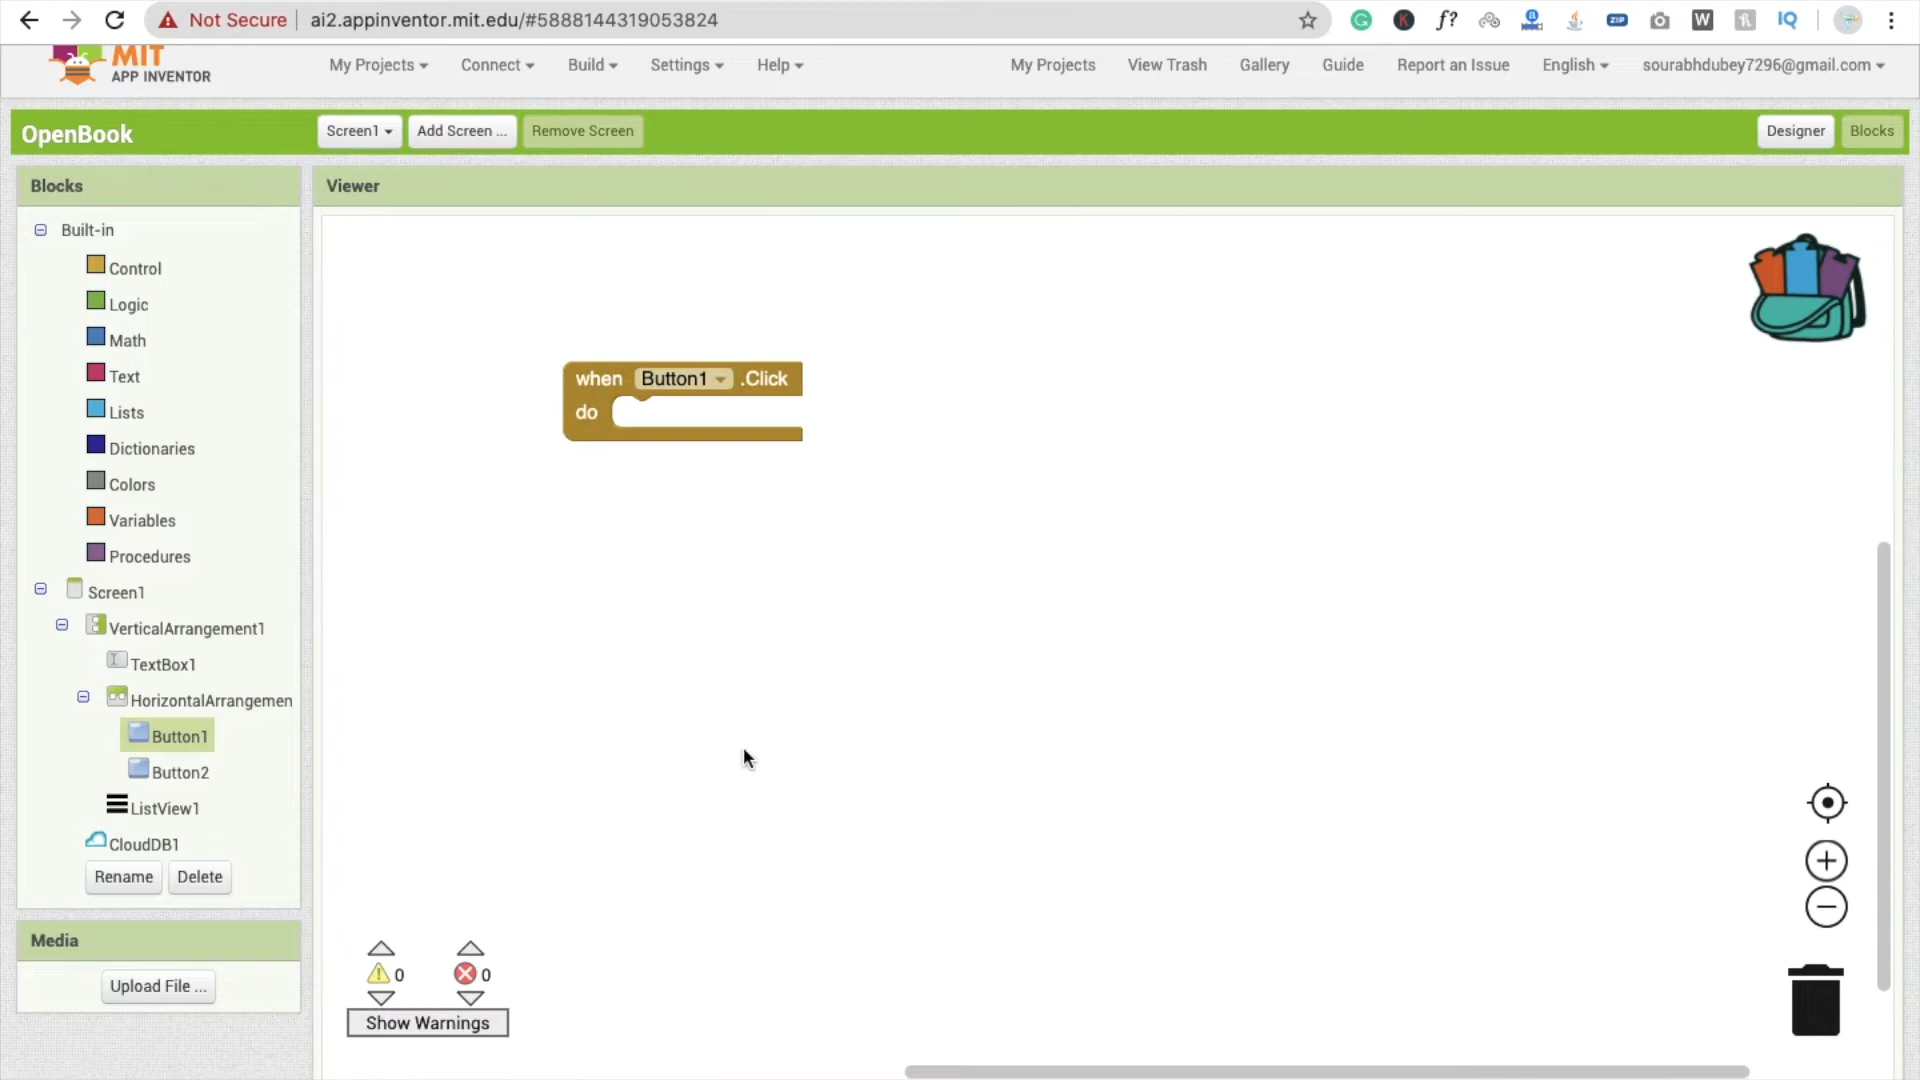 Not Secure ai2.appinventor.mit.edu/#5888144319053824
f?
ZIP
W
IQ
MIT
APP INVENTOR
My Projects Connect Build Settings Help My Projects View Trash Gallery Guide Report an Issue English sourabhdubey7296@gmail.com
OpenBook Screen1 Add Screen ... Remove Screen Designer Blocks
Blocks Viewer
Built-in
Control
Logic
Math
Text
Lists
Dictionaries
Colors
Variables
Procedures
Screen1
VerticalArrangement1
TextBox1
HorizontalArrangemen
Button1
Button2
ListView1
CloudDB1
Rename Delete
Media
Upload File ...
when Button1 .Click
do
0 0
Show Warnings